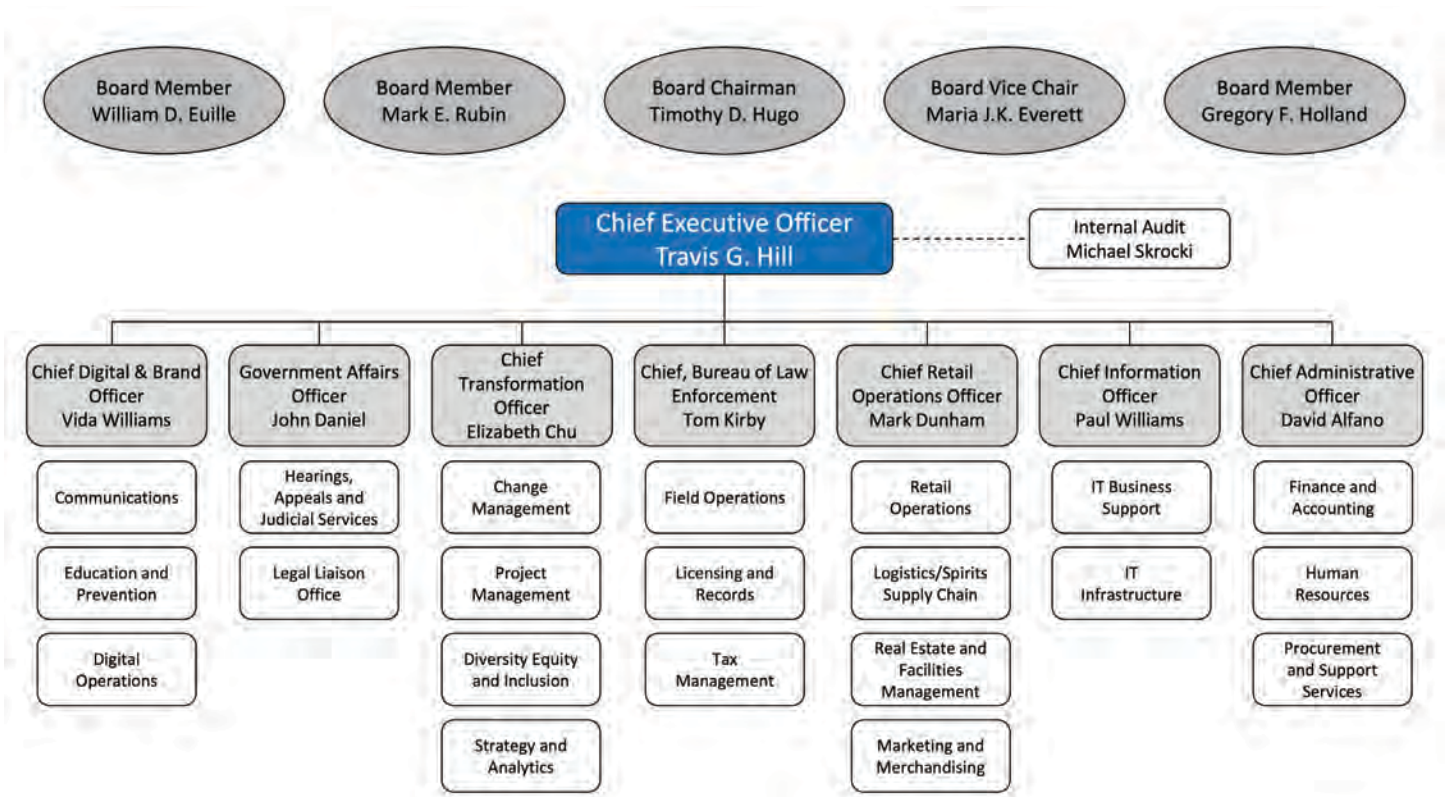 Board Member
William D. Euille
Board Member
Mark E. Rubin
Board Chairman
Timothy D. Hugo
Board Vice Chair
Maria J.K. Everett
Board Member
Gregory F. Holland
Chief Executive Officer
Travis G. Hill
Internal Audit
Michael Skrocki
Chief Digital & Brand
Officer
Vida Williams
Government Affairs
Officer
John Daniel
Chief
Transformation
Officer
Elizabeth Chu
Chief, Bureau of Law
Enforcement
Tom Kirby
Chief Retail
Operations Officer
Mark Dunham
Chief Information
Officer
Paul Williams
Chief Administrative
Officer
David Alfano
Communications
Hearings,
Appeals and
Judicial Services
Change
Management
Field Operations
Retail
Operations
IT Business
Support
Finance and
Accounting
Education and
Prevention
Legal Liaison
Office
Project
Management
Licensing and
Records
Logistics/Spirits
Supply Chain
IT
Infrastructure
Human
Resources
Digital
Operations
Diversity Equity
and Inclusion
Tax
Management
Real Estate and
Facilities
Management
Procurement
and Support
Services
Strategy and
Analytics
Marketing and
Merchandising